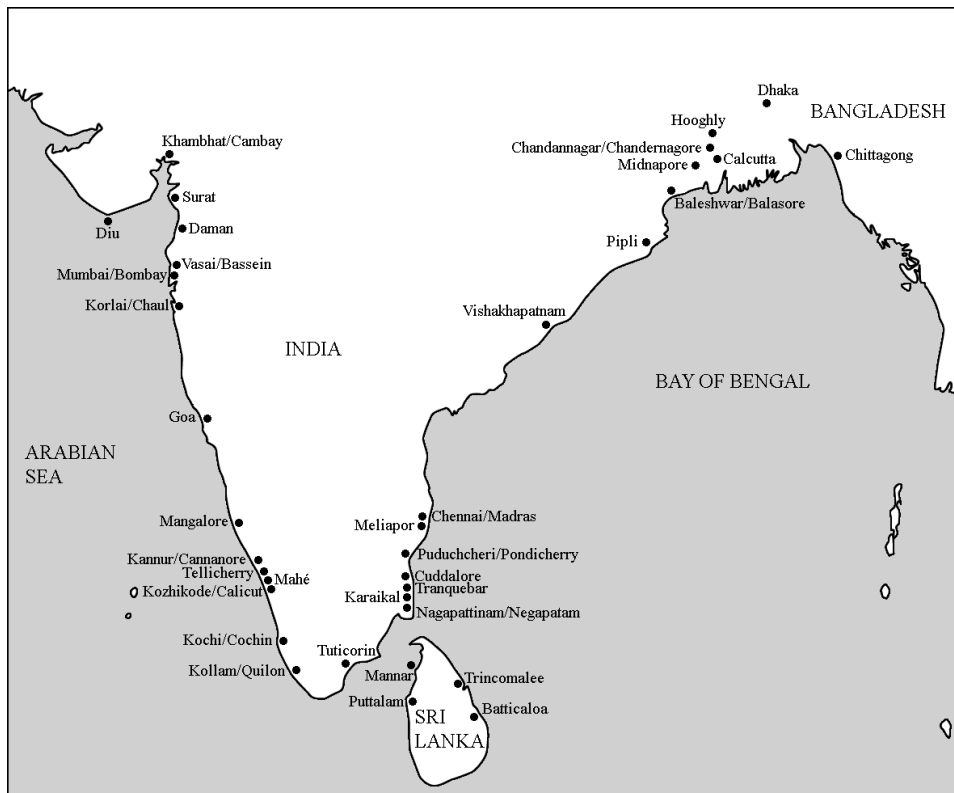 Dhaka
BANGLADESH
Hooghly
Khambhat/Cambay
Chandannagar/Chandernagore
Calcutta
Chittagong
Midnapore
Surat
Baleshwar/Balasore
Diu
Daman
Pipli
Vasai/Bassein
Mumbai/Bombay
Korlai/Chaul
Vishakhapatnam
INDIA
BAY OF BENGAL
Goa
ARABIAN
SEA
Mangalore
Chennai/Madras
Meliapor
Kannur/Cannanore
Puducheri/Pondicherry
Tellicherry
Mahé
Cuddalore
Kozhikode/Calicut
Tranquebar
Karaikal
Nagapattinam/Negapatam
Kochi/Cochin
Tuticorin
Kollam/Quilon
Mannar
Trincomalee
Puttalam
Batticaloa
SRI
LANKA